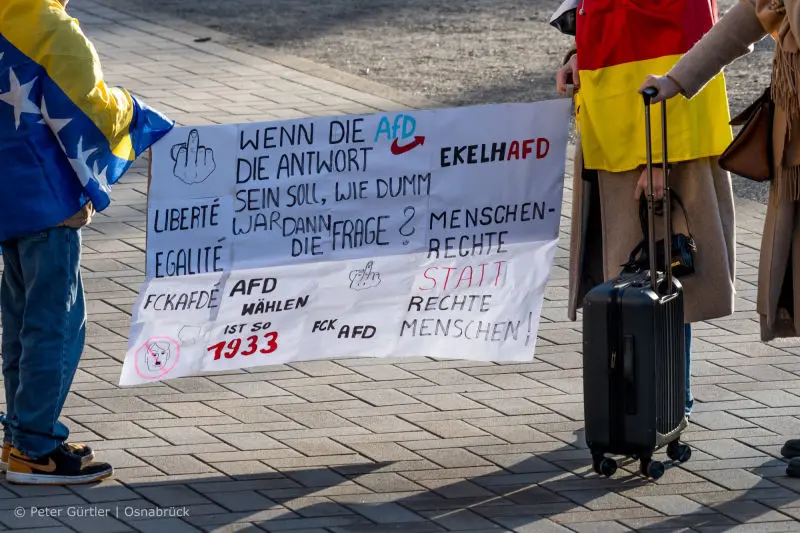 WENN DIE AfD
DIE ANTWORT
SEIN SOLL, WIE DUMM
WAR DANN
DIE FRAGE?
EKELHAFD
LIBERTÉ
EGALITÉ
FCKAFDÉ
AFD
WÄHLEN
IST SO
1933
FCK AFD
MENSCHEN-
RECHTE
STATT
RECHTE
MENSCHEN!
© Peter Gürtler | Osnabrück